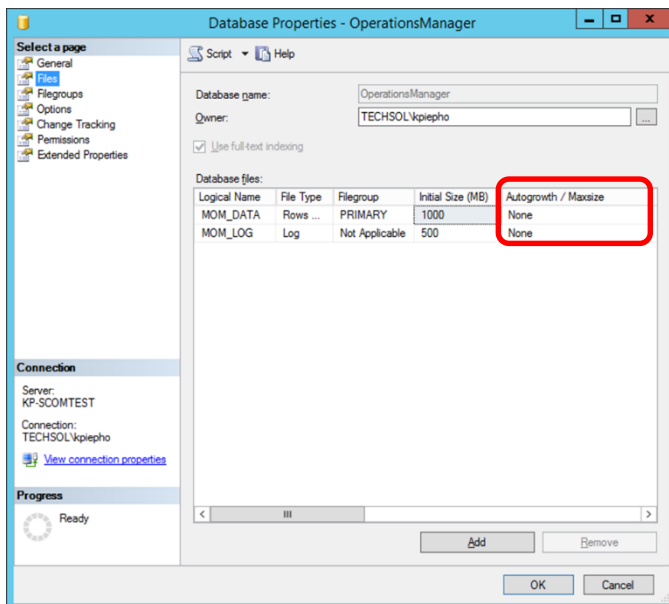 Database Properties - OperationsManager
Select a page
General
Files
Filegroups
Options
Change Tracking
Permissions
Extended Properties
Script Help
Database name: OperationsManager
Owner: TECHSOL\kpiepho ...
Use full-text indexing
Database files:
Logical Name File Type Filegroup Initial Size (MB) Autogrowth / Maxsize
MOM_DATA Rows ... PRIMARY 1000 None
MOM_LOG Log Not Applicable 500 None
Connection
Server:
KP-SCOMTEST
Connection:
TECHSOL\kpiepho
View connection properties
Progress
Ready
Add Remove
OK Cancel